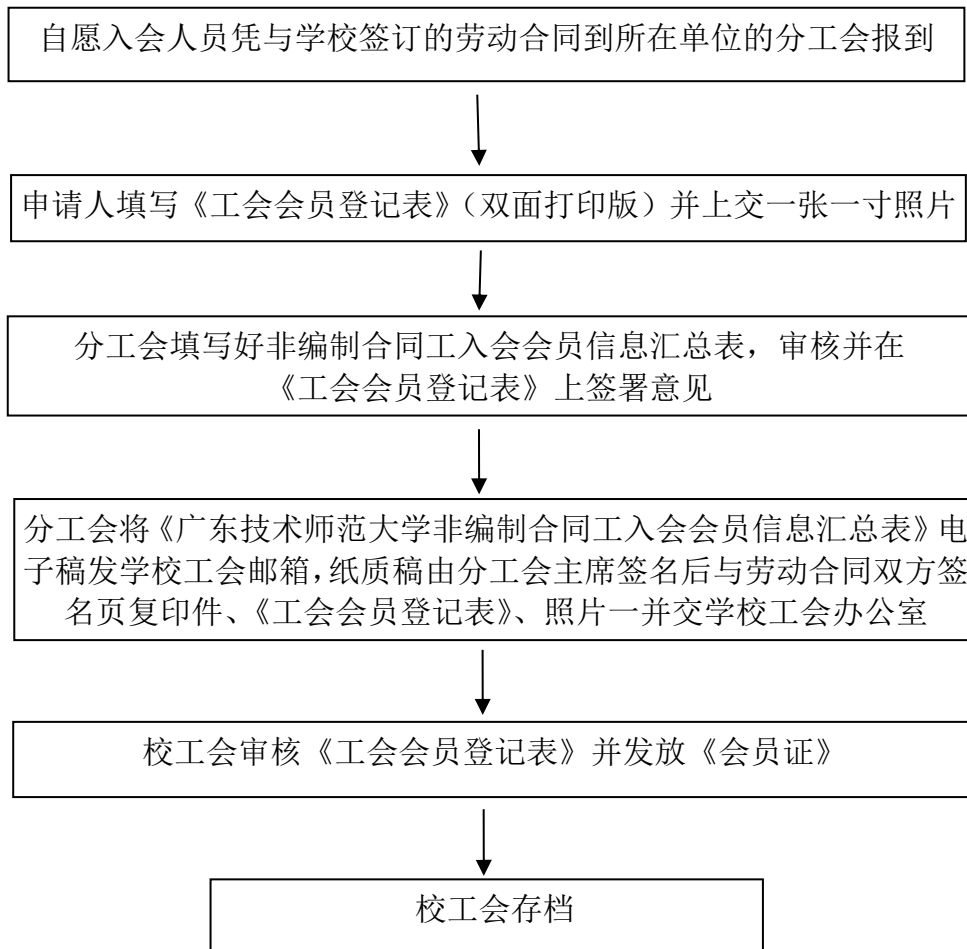 自愿入会人员凭与学校签订的劳动合同到所在单位的分工会报到
申请人填写《工会会员登记表》（双面打印版）并上交一张一寸照片
分工会填写好非编制合同工入会会员信息汇总表，审核并在
《工会会员登记表》上签署意见
分工会将《广东技术师范大学非编制合同工入会会员信息汇总表》电
子稿发学校工会邮箱，纸质稿由分工会主席签名后与劳动合同双方签
名页复印件、《工会会员登记表》、照片一并交学校工会办公室
校工会审核《工会会员登记表》并发放《会员证》
校工会存档